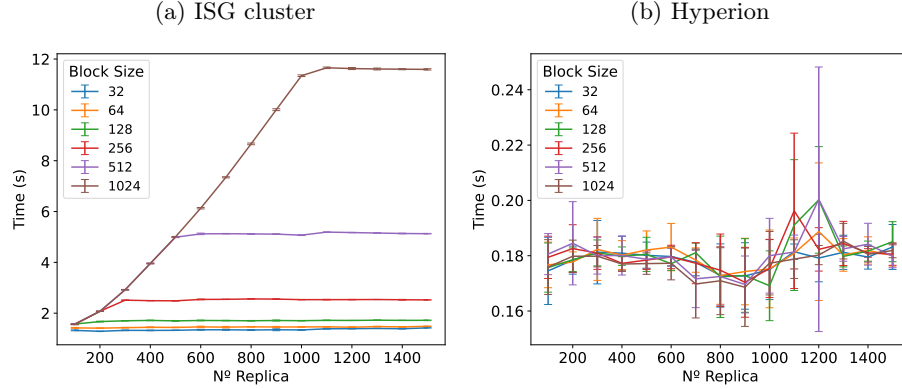 (a) ISG cluster
(b) Hyperion
12
10
8
6
4
2
Time (s)
Block Size
32
64
128
256
512
1024
200 400 600 800 1000 1200 1400
Nº Replica
0.24
0.22
0.20
0.18
0.16
Time (s)
Block Size
32
64
128
256
512
1024
200 400 600 800 1000 1200 1400
Nº Replica